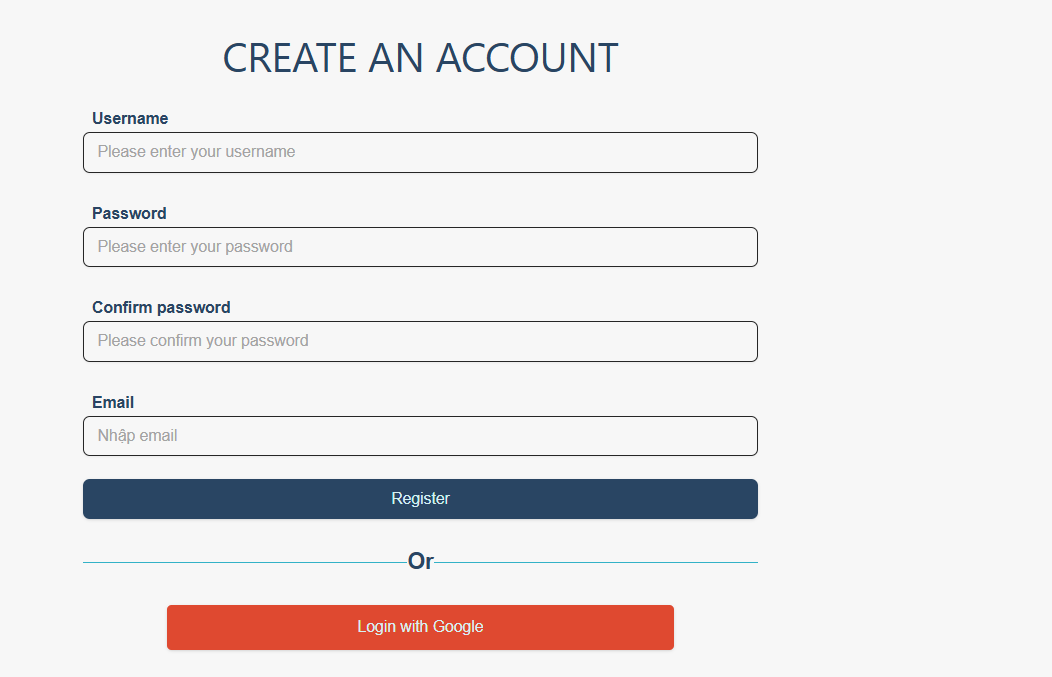 CREATE AN ACCOUNT
Username
Please enter your username
Password
Please enter your password
Confirm password
Please confirm your password
Email
Nhập email
Register
Or
Login with Google